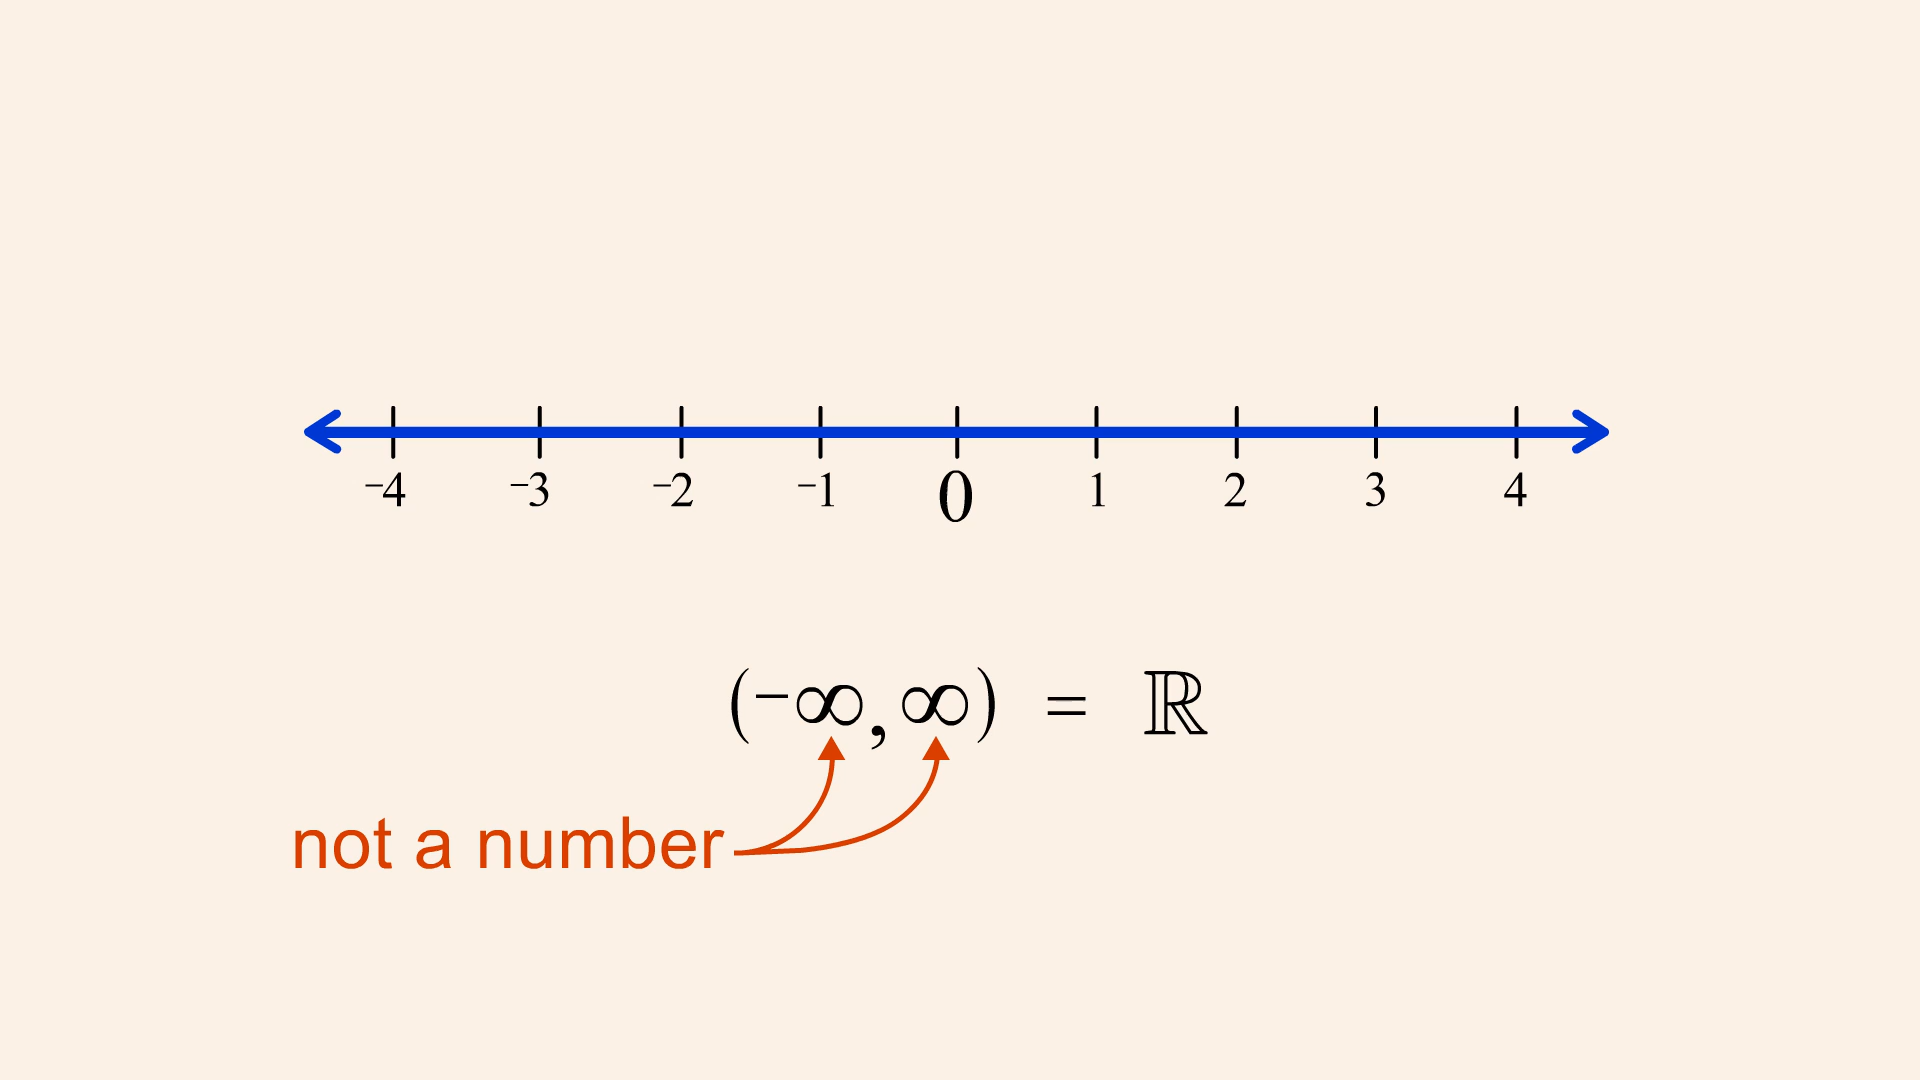 −4 −3 −2 −1 0 1 2 3 4
(−∞,∞) = ℝ
not a number